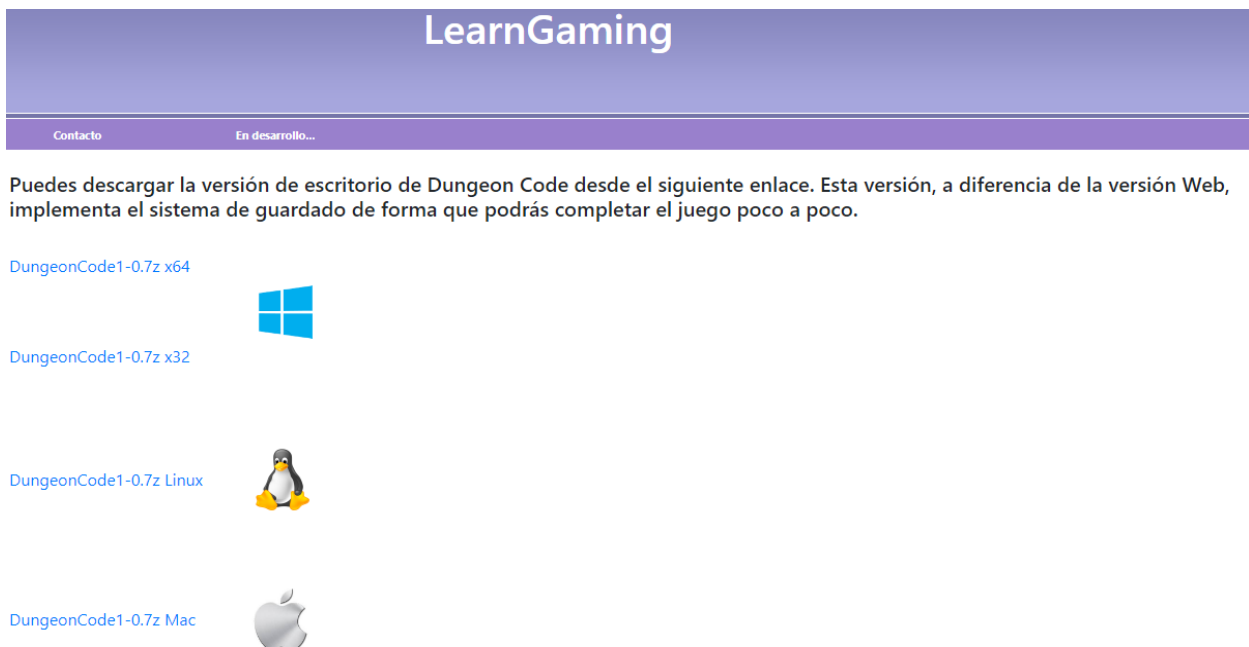 LearnGaming
Contacto
En desarrollo...
Puedes descargar la versión de escritorio de Dungeon Code desde el siguiente enlace. Esta versión, a diferencia de la versión Web,
implementa el sistema de guardado de forma que podrás completar el juego poco a poco.
DungeonCode1-0.7z x64
DungeonCode1-0.7z x32
DungeonCode1-0.7z Linux
DungeonCode1-0.7z Mac